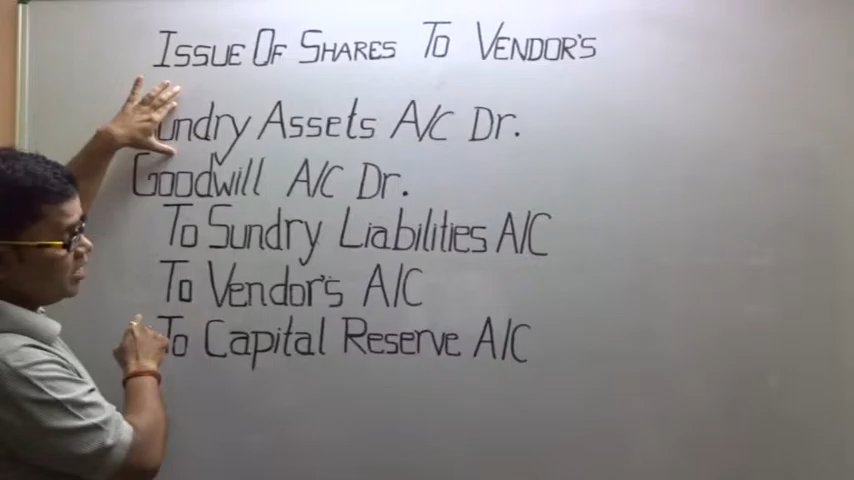 ISSUE OF SHARES TO VENDOR'S
undry Assets A/C Dr.
Goodwill A/C Dr.
To Sundry Liabilities A/C
To Vendor's A/C
To Capital Reserve A/C